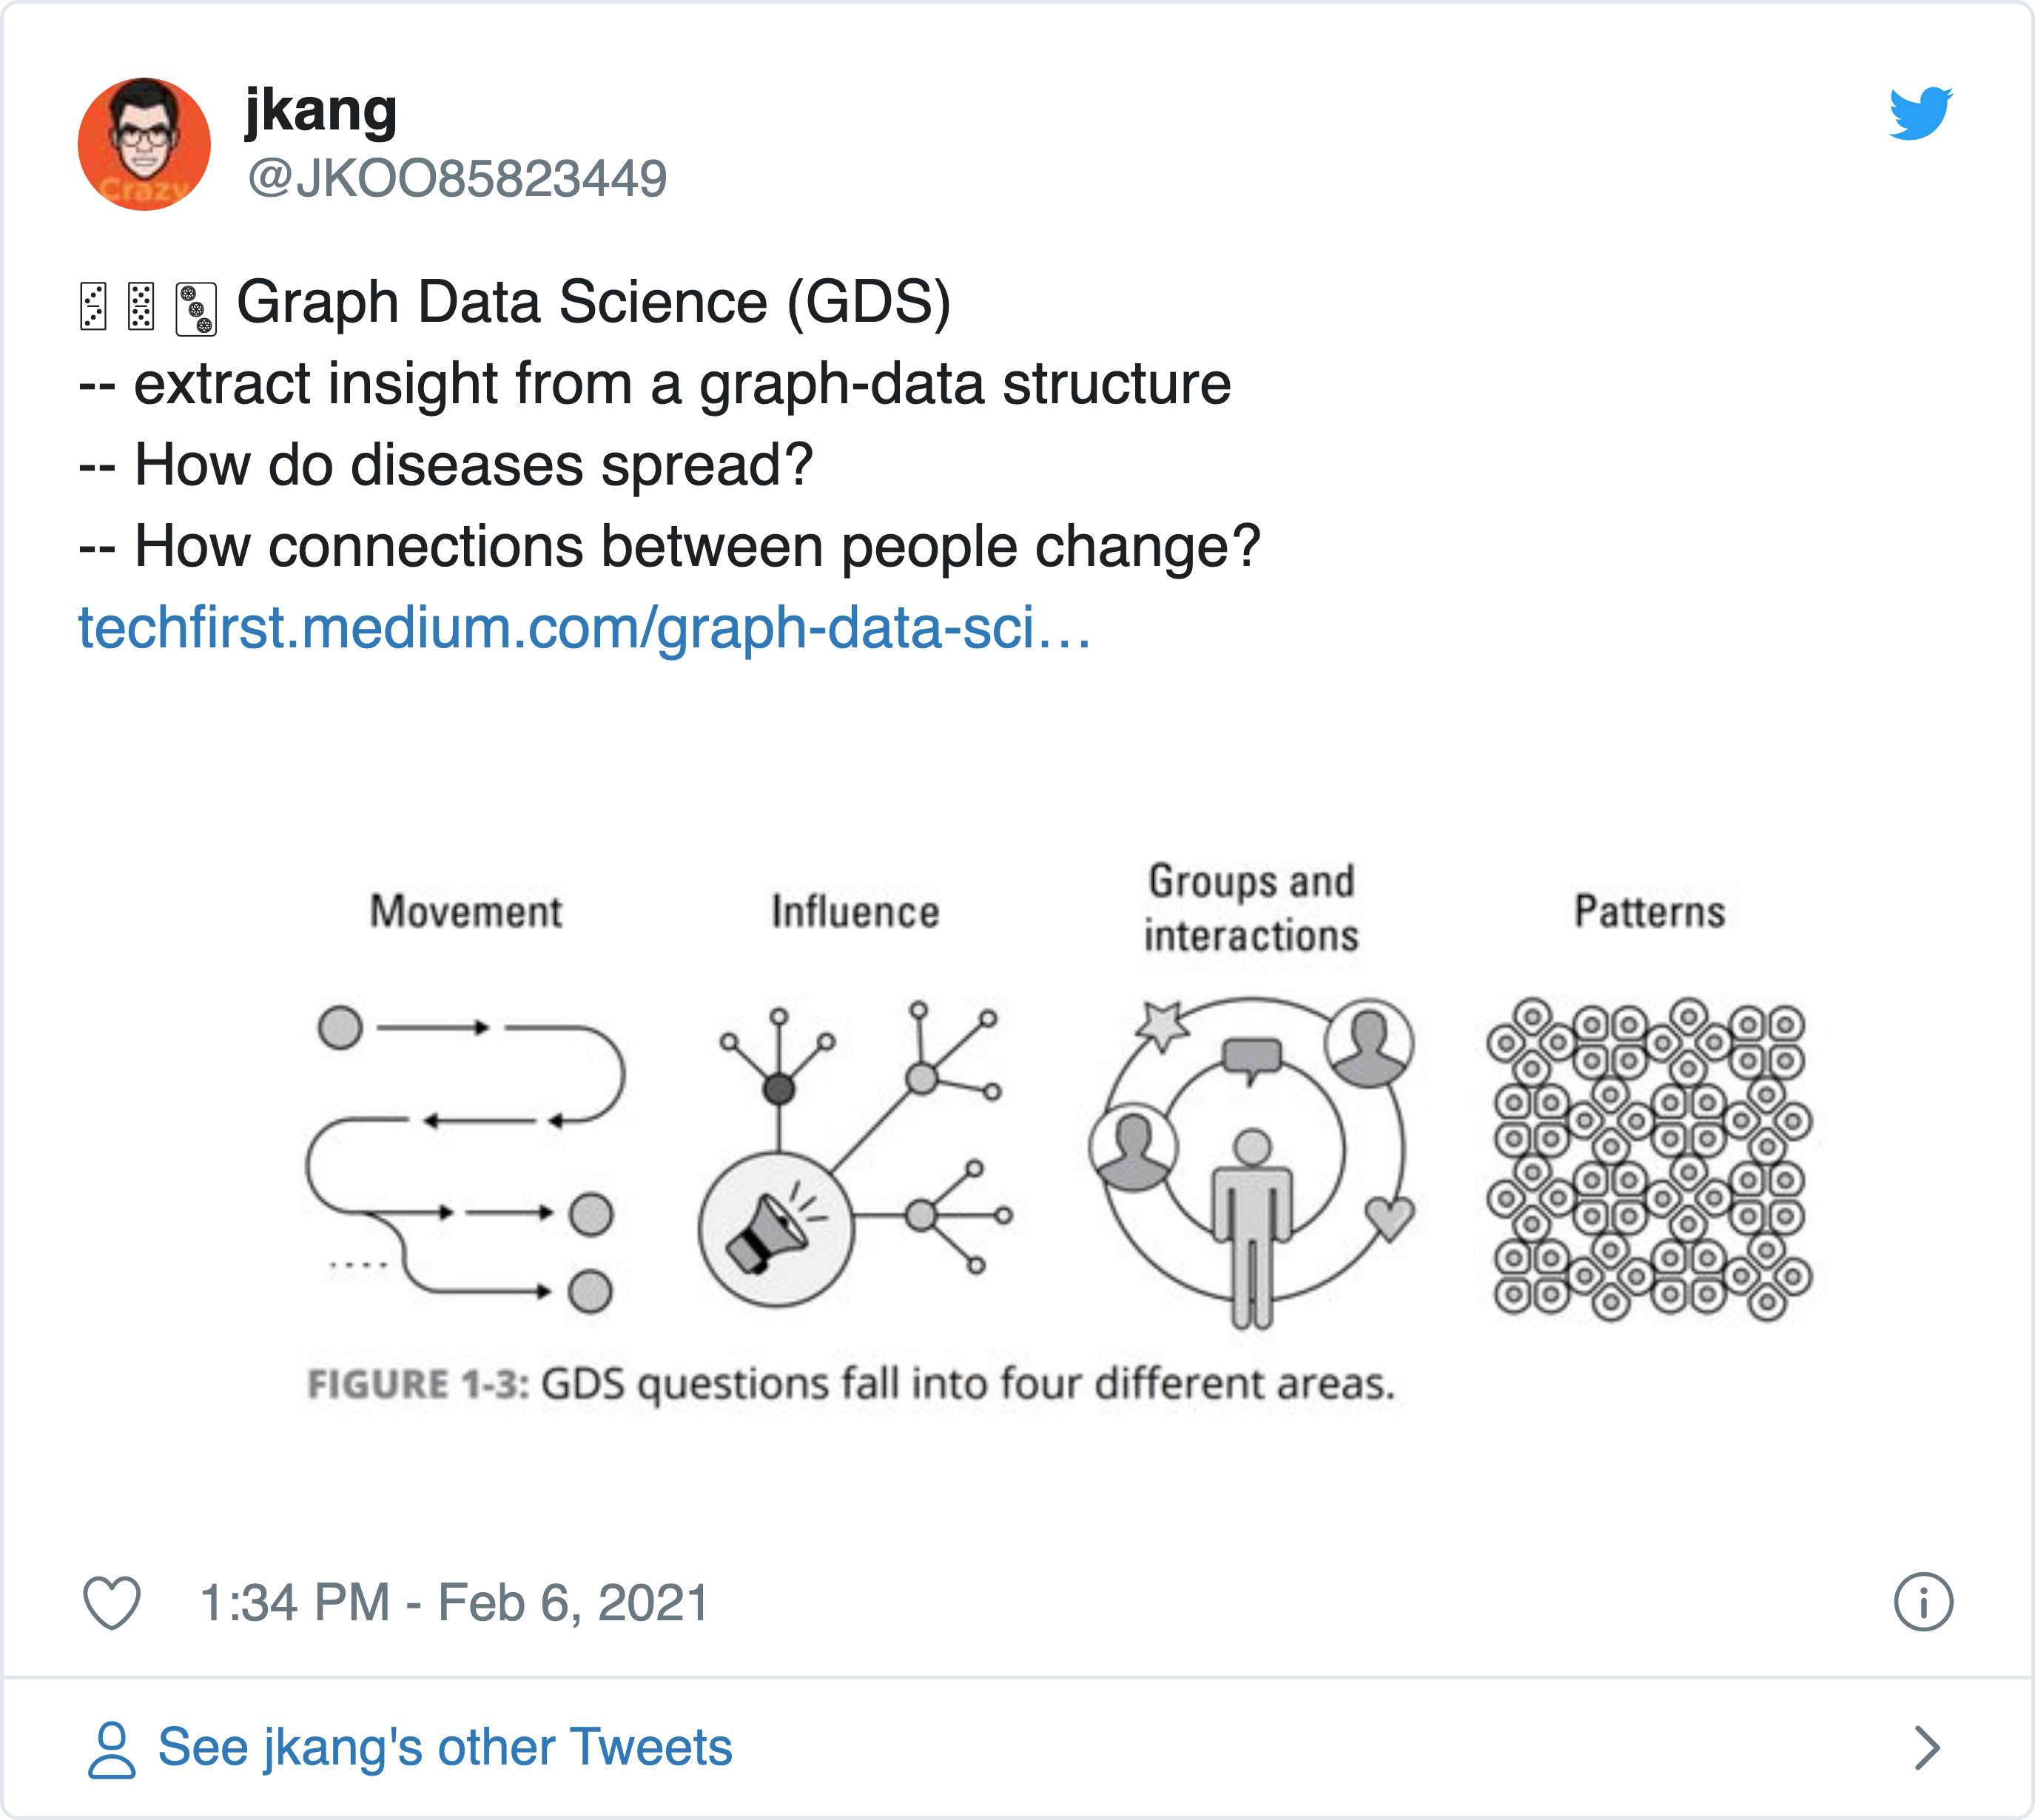 jkang
@JKOO85823449
Crazy
🁫 🁳 🀛 Graph Data Science (GDS)
-- extract insight from a graph-data structure
-- How do diseases spread?
-- How connections between people change?
techfirst.medium.com/graph-data-sci…
Movement
Influence
Groups and
interactions
Patterns
FIGURE 1-3: GDS questions fall into four different areas.
1:34 PM - Feb 6, 2021
See jkang's other Tweets